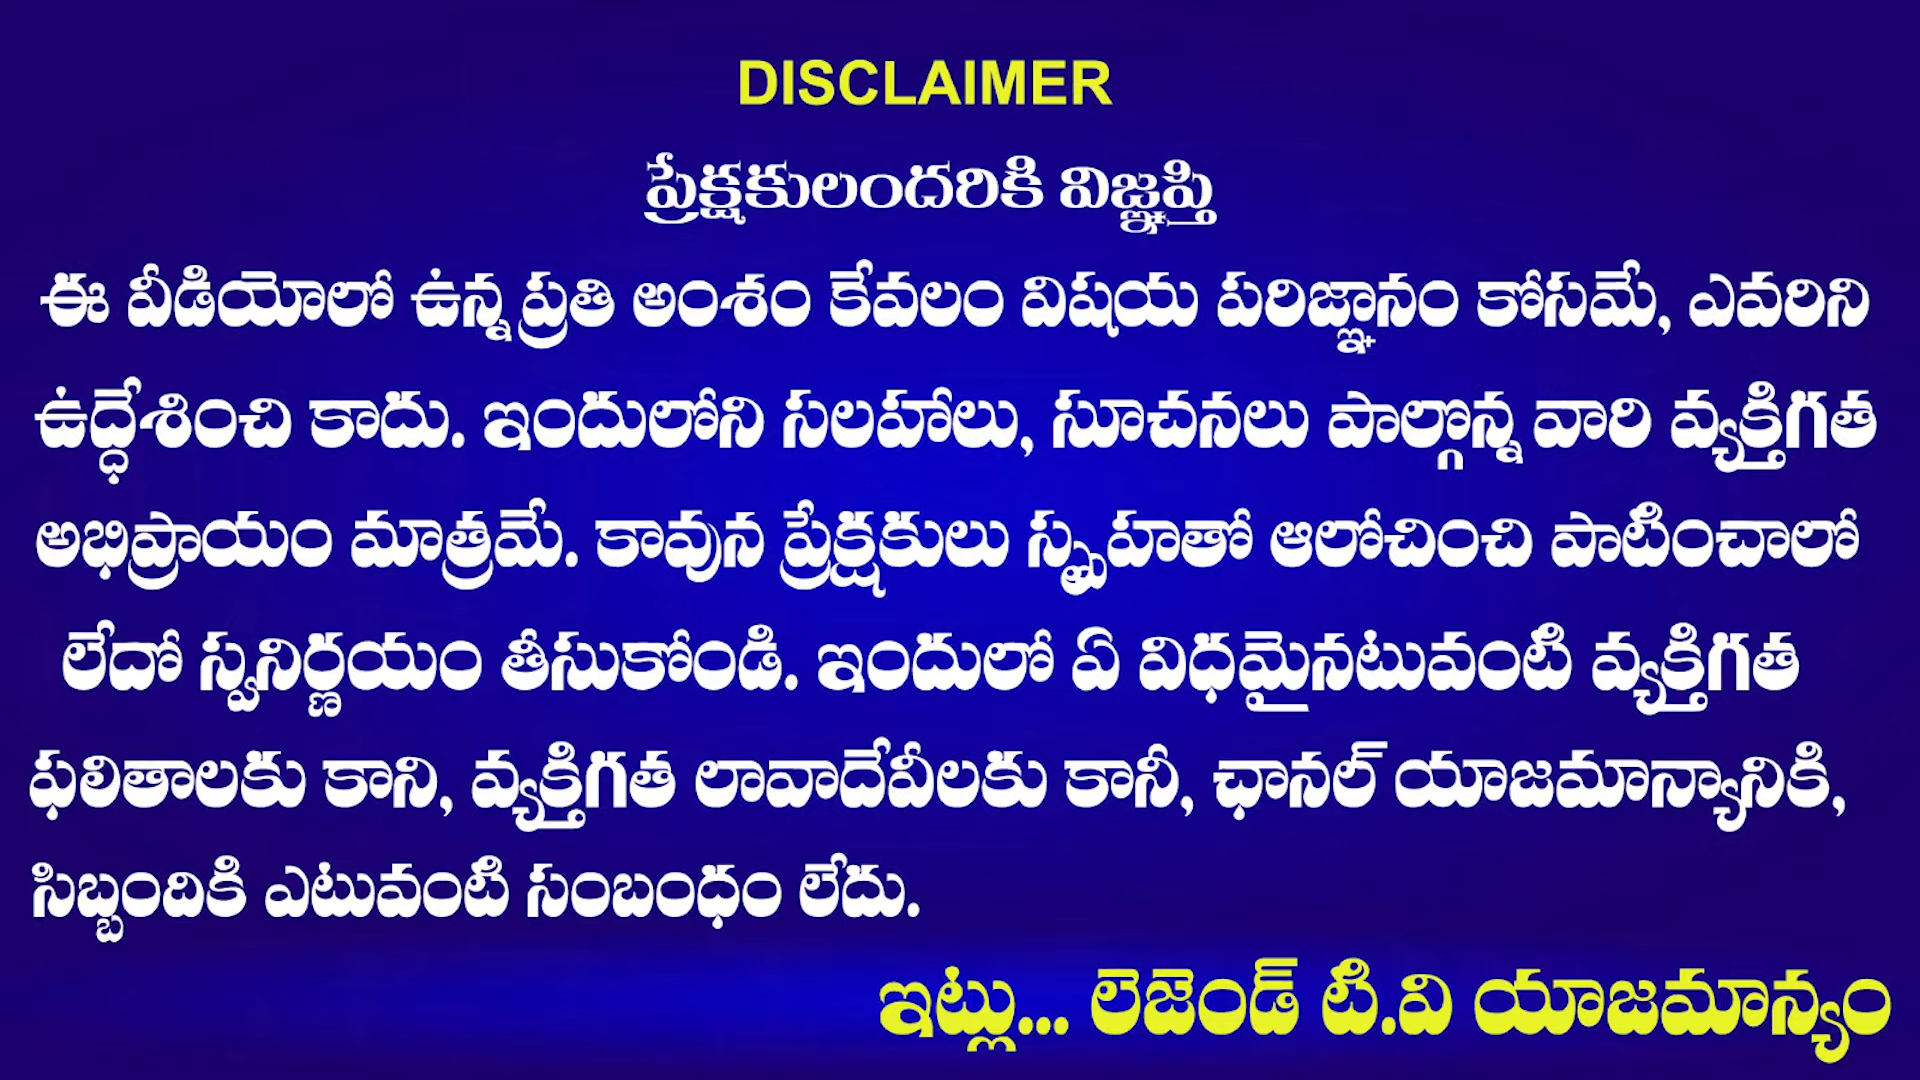 DISCLAIMER
ప్రేక్షకులందరికి విజ్ఞప్తి
ఈ వీడియోలో ఉన్న ప్రతి అంశం కేవలం విషయ పరిజ్ఞానం కోసమే, ఎవరిని
ఉద్ధేశించి కాదు. ఇందులోని సలహాలు, సూచనలు పాల్గొన్న వారి వ్యక్తిగత
అభిప్రాయం మాత్రమే. కావున ప్రేక్షకులు స్పృహతో ఆలోచించి పాటించాలో
లేదో స్వనిర్ణయం తీసుకోండి. ఇందులో ఏ విధమైనటువంటి వ్యక్తిగత
ఫలితాలకు కాని, వ్యక్తిగత లావాదేవీలకు కానీ, ఛానల్ యాజమాన్యానికి,
సిబ్బందికి ఎటువంటి సంబంధం లేదు.
ఇట్లు... లెజెండ్ టి.వి యాజమాన్యం